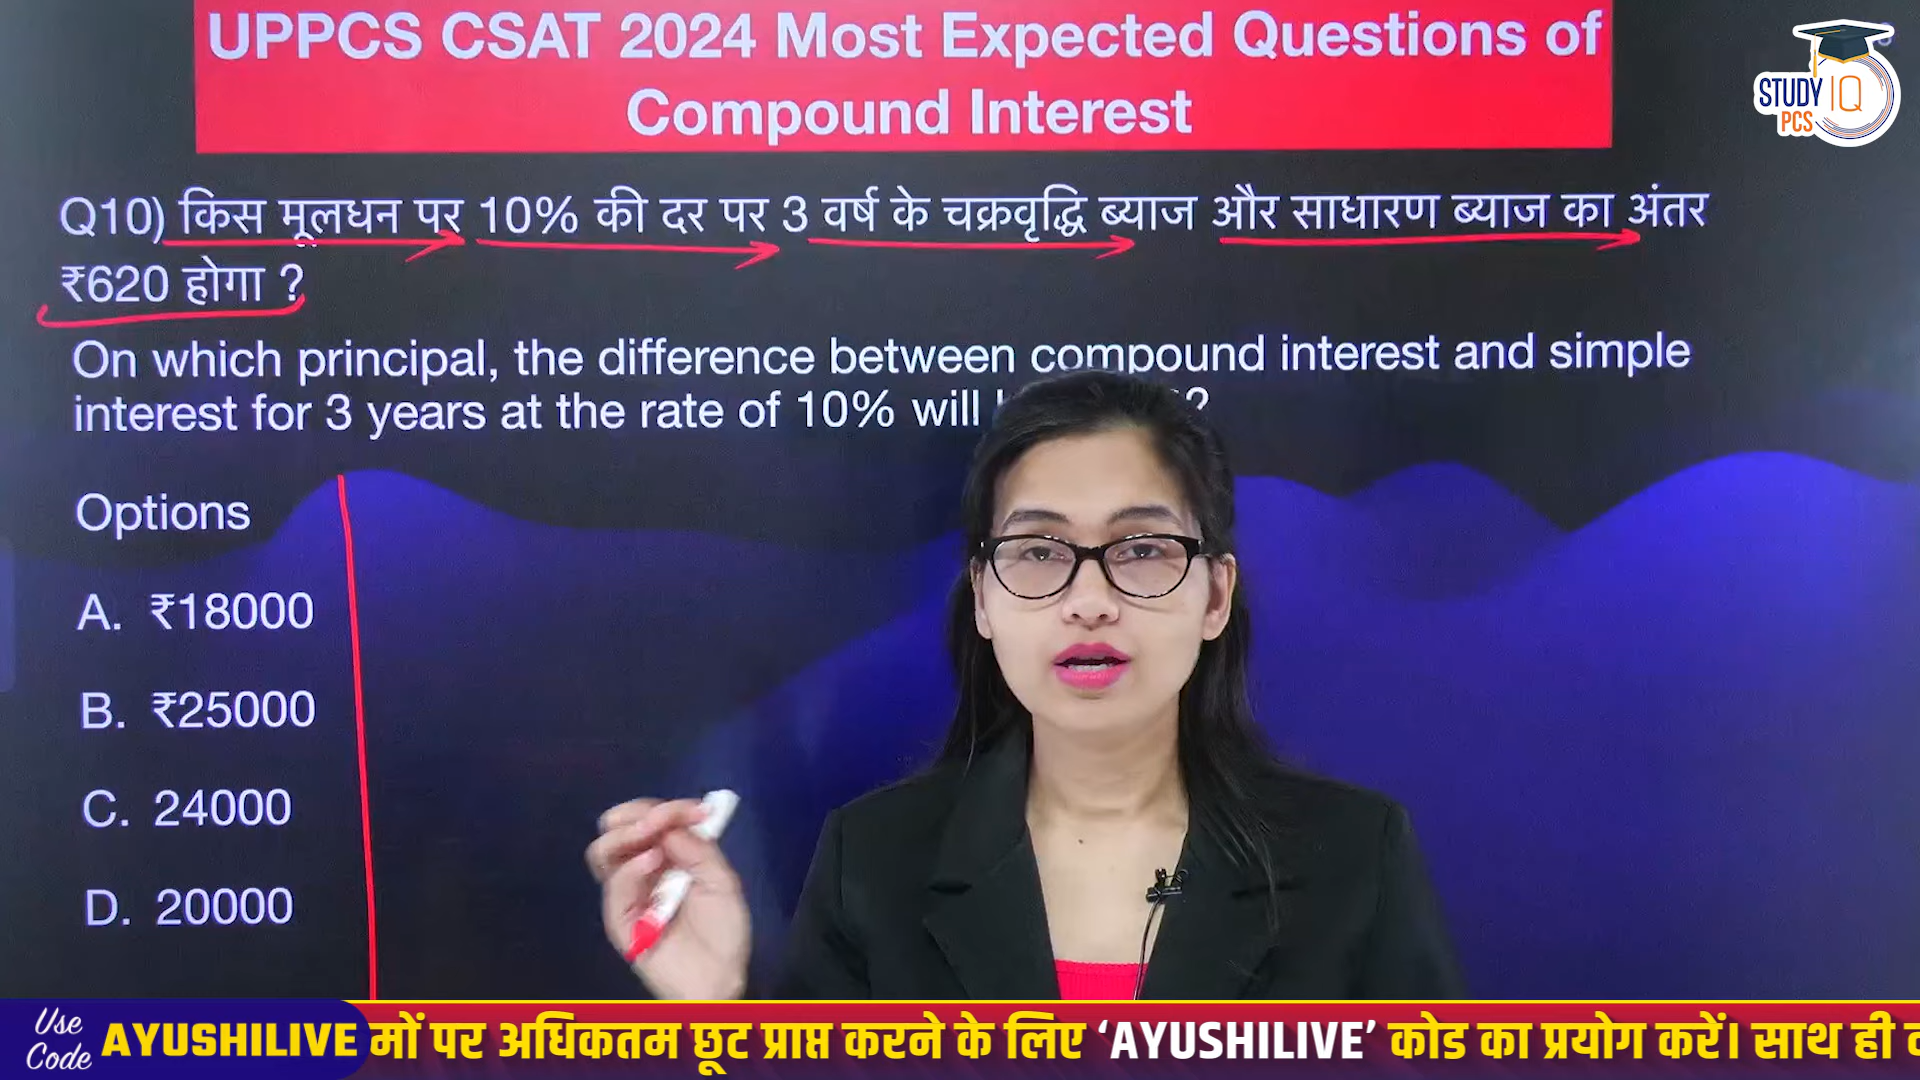 UPPCS CSAT 2024 Most Expected Questions of
Compound Interest
STUDY IQ
PCS
Q10) किस मूलधन पर 10% की दर पर 3 वर्ष के चक्रवृद्धि ब्याज और साधारण ब्याज का अंतर
₹620 होगा ?
On which principal, the difference between compound interest and simple
interest for 3 years at the rate of 10% will
Options
A. ₹18000
B. ₹25000
C. 24000
D. 20000
Use
Code
AYUSHILIVE
में पर अधिकतम छूट प्राप्त करने के लिए ‘AYUSHILIVE’ कोड का प्रयोग करें। साथ ही